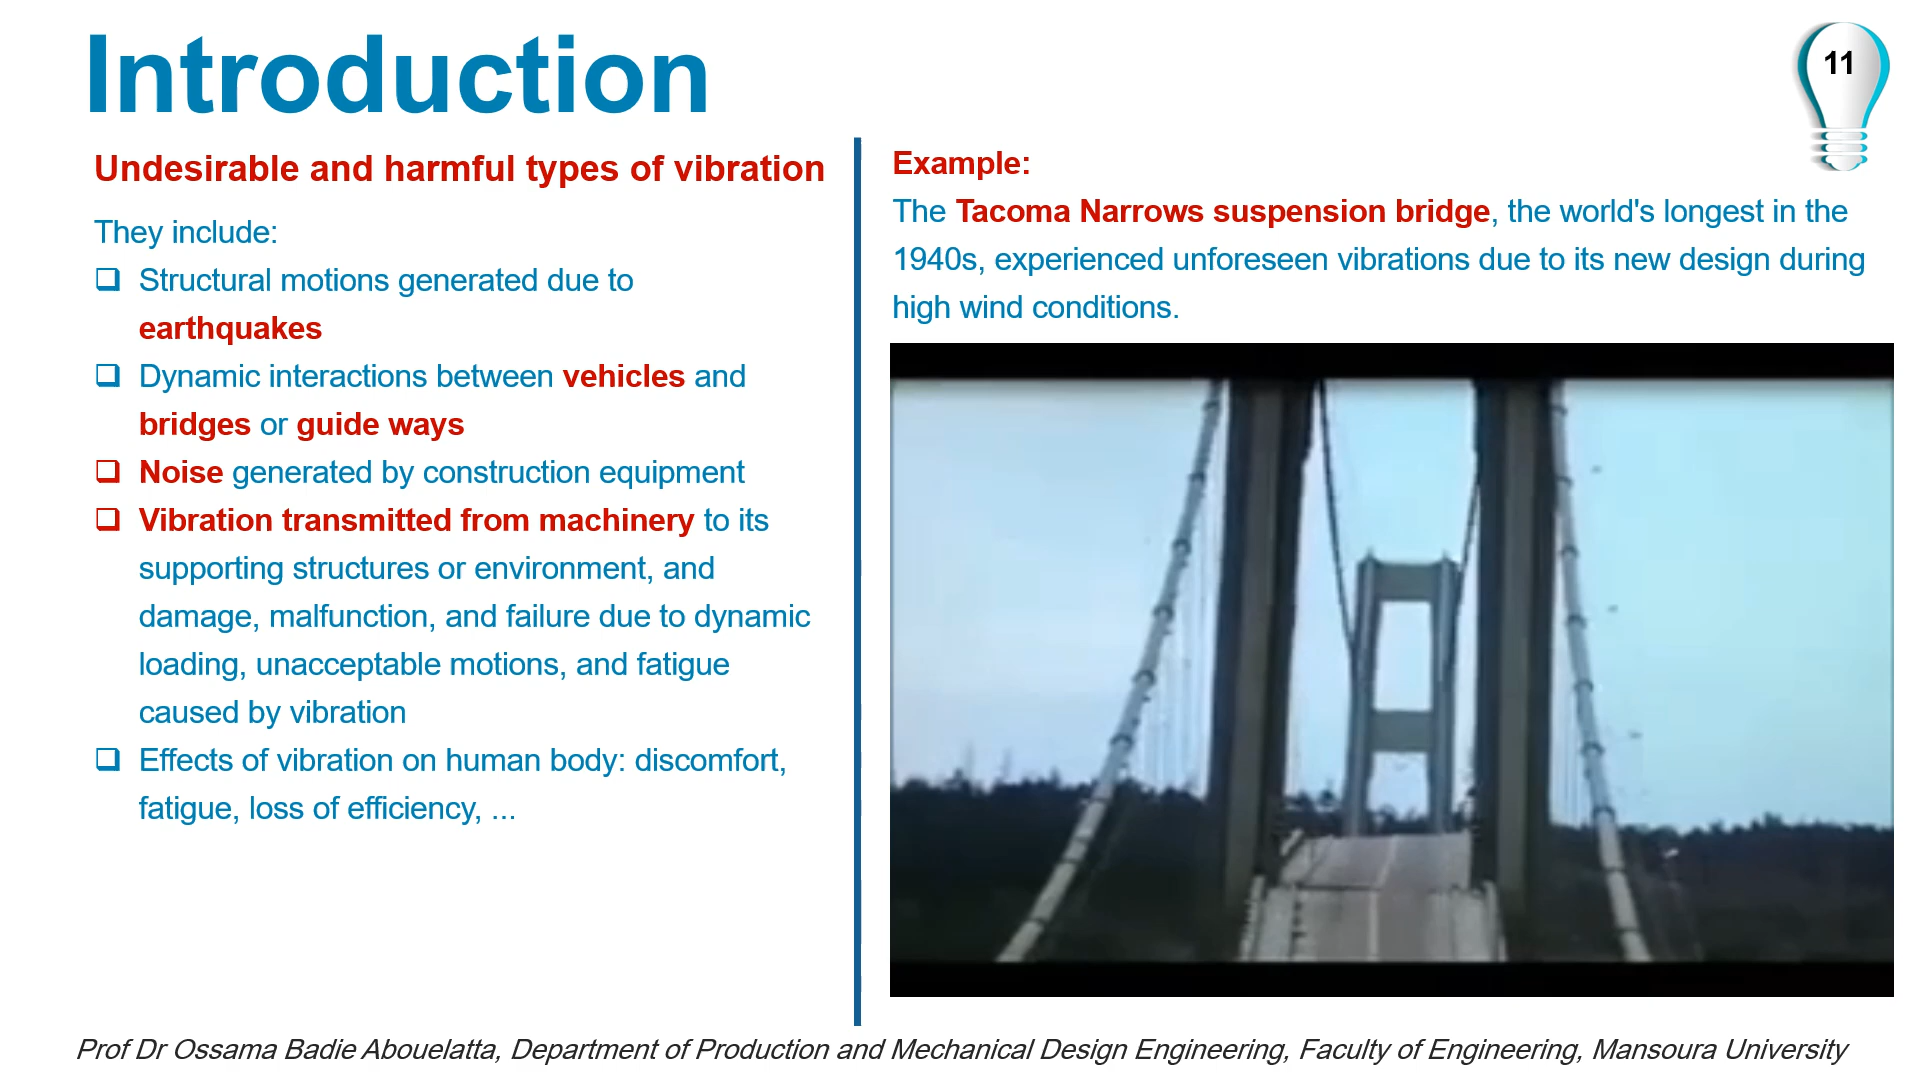 Introduction
11
Undesirable and harmful types of vibration
They include:
❑ Structural motions generated due to
earthquakes
❑ Dynamic interactions between vehicles and
bridges or guide ways
❑ Noise generated by construction equipment
❑ Vibration transmitted from machinery to its
supporting structures or environment, and
damage, malfunction, and failure due to dynamic
loading, unacceptable motions, and fatigue
caused by vibration
❑ Effects of vibration on human body: discomfort,
fatigue, loss of efficiency, ...
Example:
The Tacoma Narrows suspension bridge, the world's longest in the
1940s, experienced unforeseen vibrations due to its new design during
high wind conditions.
Prof Dr Ossama Badie Abouelatta, Department of Production and Mechanical Design Engineering, Faculty of Engineering, Mansoura University